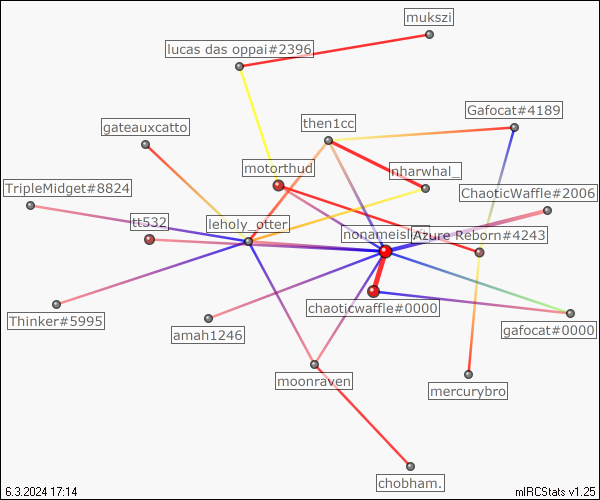 mukszi
lucas das oppai#2396
Gafocat#4189
then1cc
gateauxcatto
motorthud
nharwhal_
TripleMidget#8824
ChaoticWaffle#2006
tt532
leholy_otter
Azure Reborn#4243
chaoticwaffle#0000
Thinker#5995
amah1246
gafocat#0000
moonraven
mercurybro
chobham.
6.3.2024 17:14
mIRCStats v1.25